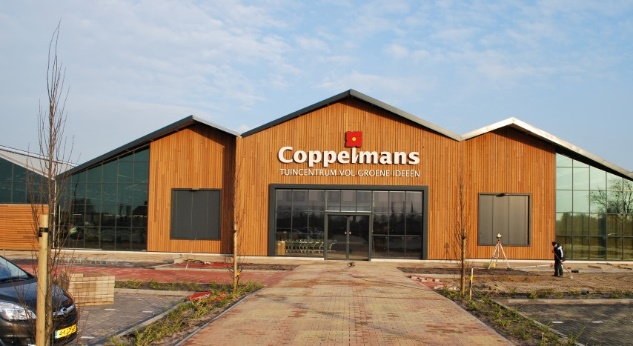 Coppelmans
TUINCENTRUM VOL GROENE IDEEËN